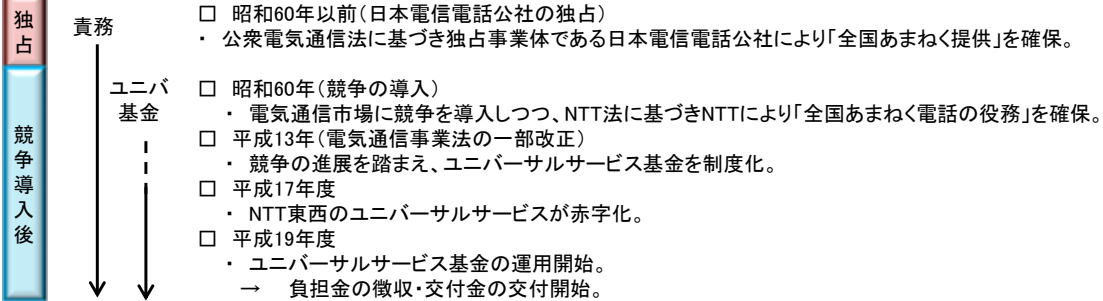 独占
責務
□ 昭和60年以前(日本電信電話公社の独占)
・ 公衆電気通信法に基づき独占事業体である日本電信電話公社により「全国あまねく提供」を確保。
競争導入後
ユニバ
基金
□ 昭和60年(競争の導入)
・ 電気通信市場に競争を導入しつつ、NTT法に基づきNTTにより「全国あまねく電話の役務」を確保。
□ 平成13年(電気通信事業法の一部改正)
・ 競争の進展を踏まえ、ユニバーサルサービス基金を制度化。
□ 平成17年度
・ NTT東西のユニバーサルサービスが赤字化。
□ 平成19年度
・ ユニバーサルサービス基金の運用開始。
→ 負担金の徴収・交付金の交付開始。